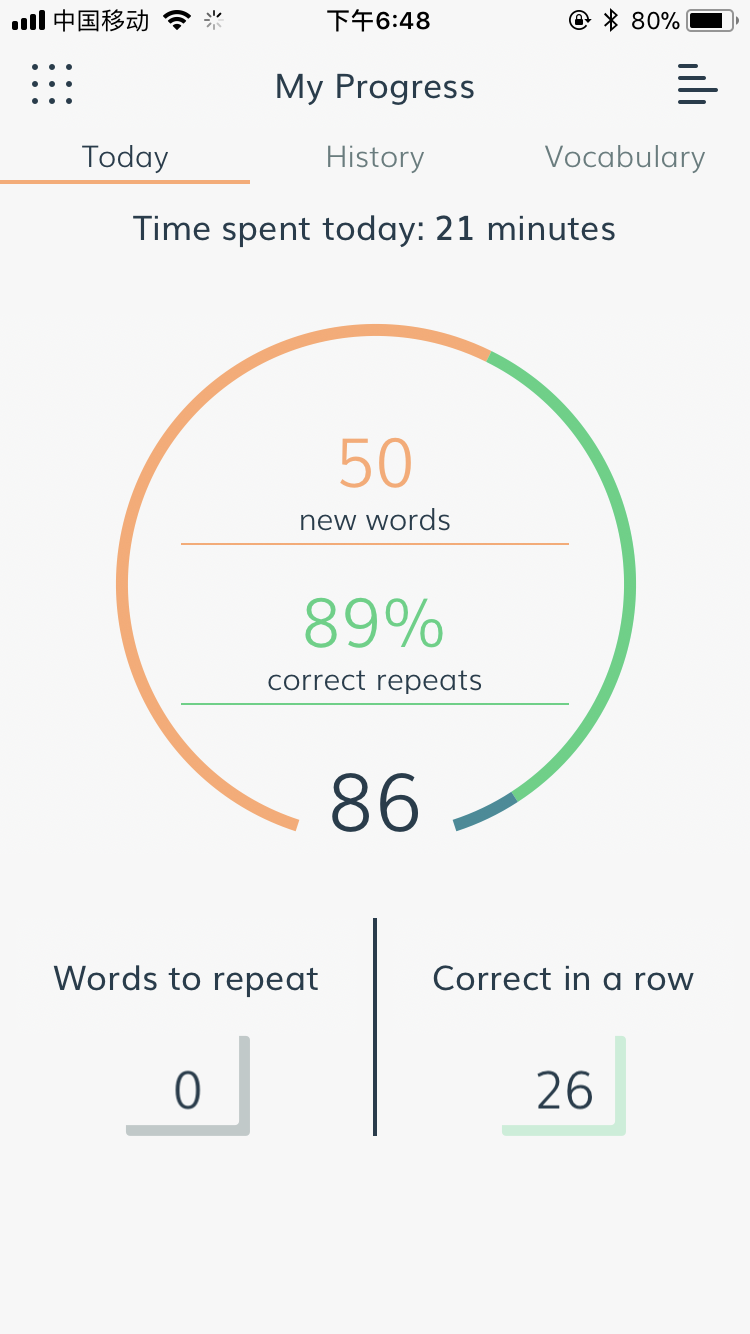 中国移动 下午6:48 80%
My Progress
Today History Vocabulary
Time spent today: 21 minutes
50
new words
89%
correct repeats
86
Words to repeat Correct in a row
0 26